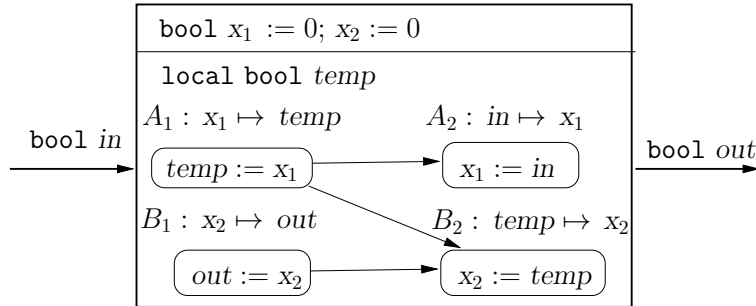 bool x₁ := 0; x₂ := 0
local bool temp
A₁ : x₁ ↦ temp
A₂ : in ↦ x₁
bool in
temp := x₁
x₁ := in
bool out
B₁ : x₂ ↦ out
B₂ : temp ↦ x₂
out := x₂
x₂ := temp